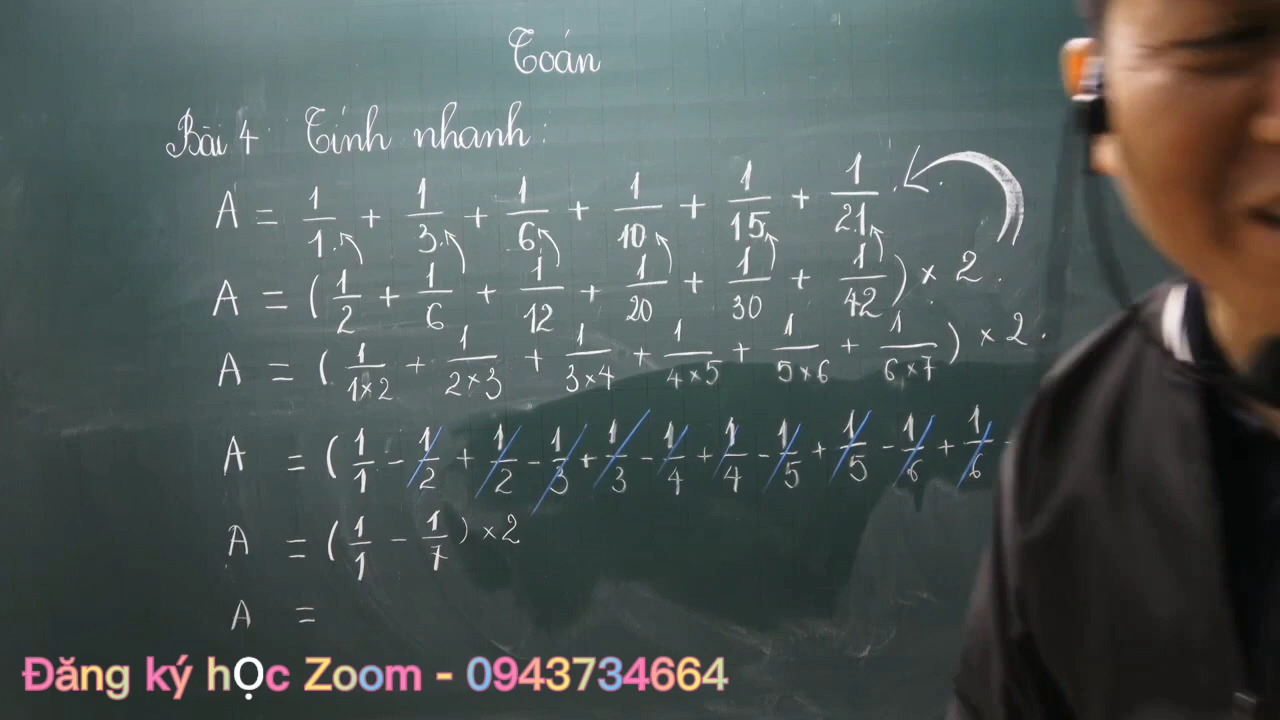 Toán
Bài 4 Tính nhanh:
A = 1/1 + 1/3 + 1/6 + 1/10 + 1/15 + 1/21
A = (1/2 + 1/6 + 1/12 + 1/20 + 1/30 + 1/42) × 2.
A = (1/1×2 + 1/2×3 + 1/3×4 + 1/4×5 + 1/5×6 + 1/6×7) × 2.
A = (1/1 - 1/2 + 1/2 - 1/3 + 1/3 - 1/4 + 1/4 - 1/5 + 1/5 - 1/6 + 1/6 -
A = (1/1 - 1/7) × 2
A =
Đăng ký học Zoom - 0943734664